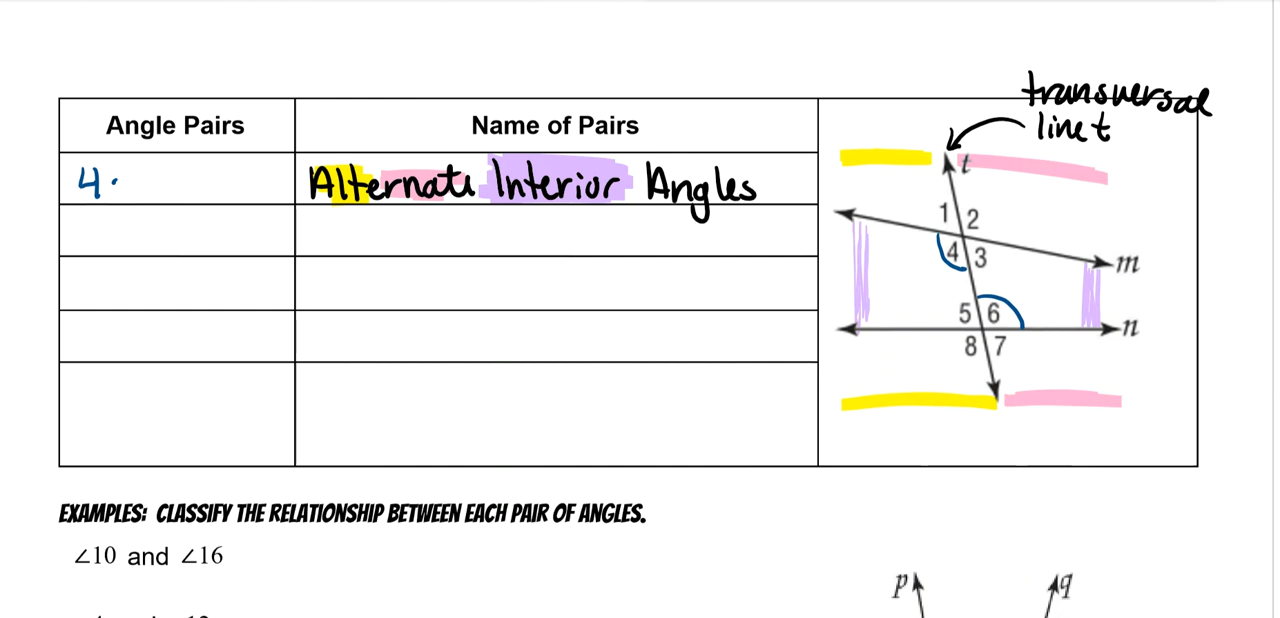 transversal
line t
Angle Pairs
Name of Pairs
4.
Alternate Interior Angles
t
1 2
4 3
m
5 6
n
8 7
EXAMPLES: CLASSIFY THE RELATIONSHIP BETWEEN EACH PAIR OF ANGLES.
∠10 and ∠16
p
q